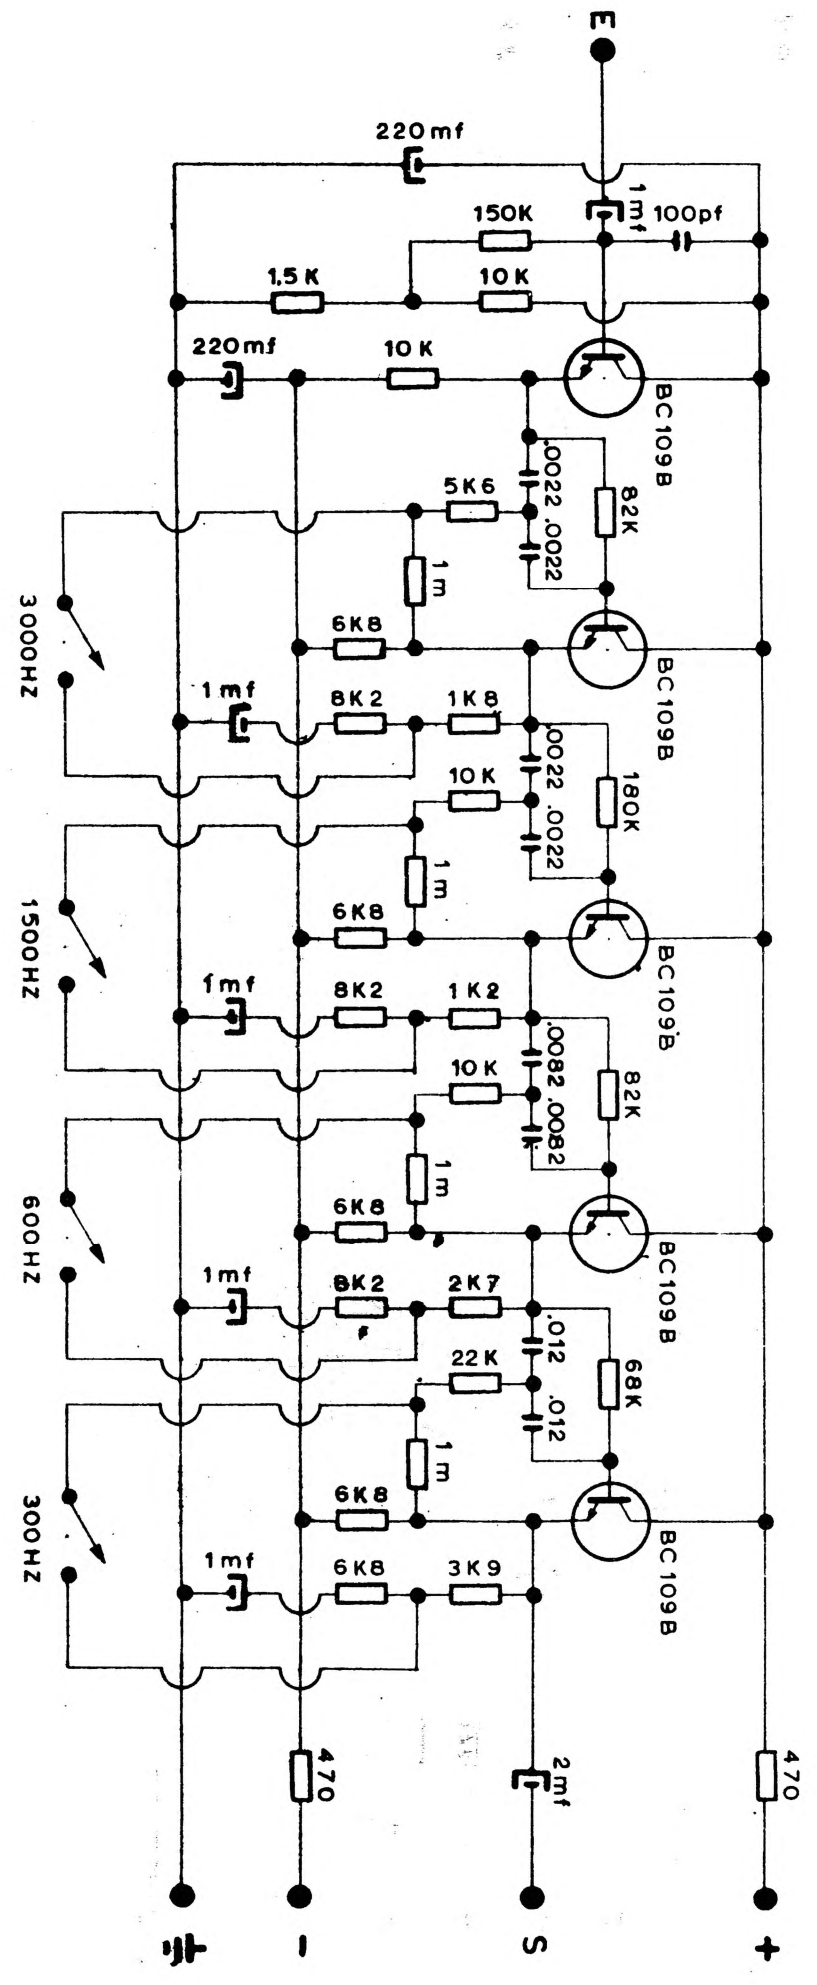 E
220mf
1mf
100pf
150K
1.5K
10K
220mf
10K
BC109B
.0022
.0022
82K
5K6
1m
3000HZ
6K8
BC109B
1mf
8K2
1K8
.0022
.0022
180K
10K
1m
1500HZ
6K8
BC109B
1mf
8K2
1K2
.0082
.0082
82K
10K
1m
600HZ
6K8
BC109B
1mf
8K2
2K7
.012
.012
68K
22K
1m
300HZ
6K8
BC109B
1mf
6K8
3K9
470
2mf
470
-
S
+